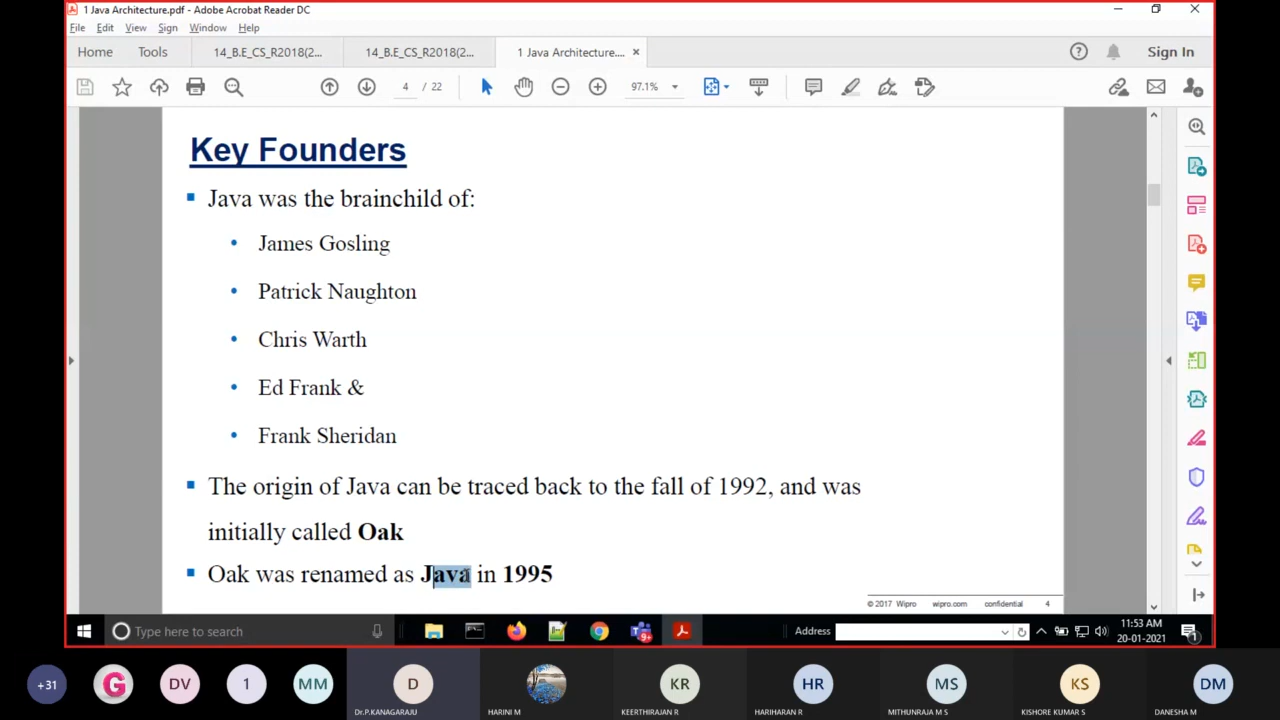 1 Java Architecture.pdf - Adobe Acrobat Reader DC
File Edit View Sign Window Help
Home Tools 14_B.E_CS_R2018(2... 14_B.E_CS_R2018(2... 1 Java Architecture.... × Sign In
4 / 22 97.1%
Key Founders
Java was the brainchild of:
James Gosling
Patrick Naughton
Chris Warth
Ed Frank &
Frank Sheridan
The origin of Java can be traced back to the fall of 1992, and was
initially called Oak
Oak was renamed as Java in 1995
© 2017 Wipro wipro.com confidential 4
Type here to search 9+ Address 11:53 AM
20-01-2021 1
+31 G DV 1 MM D KR HR MS KS DM
Dr.P.KANAGARAJU HARINI M KEERTHIRAJAN R HARIHARAN R MITHUNRAJA M S KISHORE KUMAR S DANESHA M